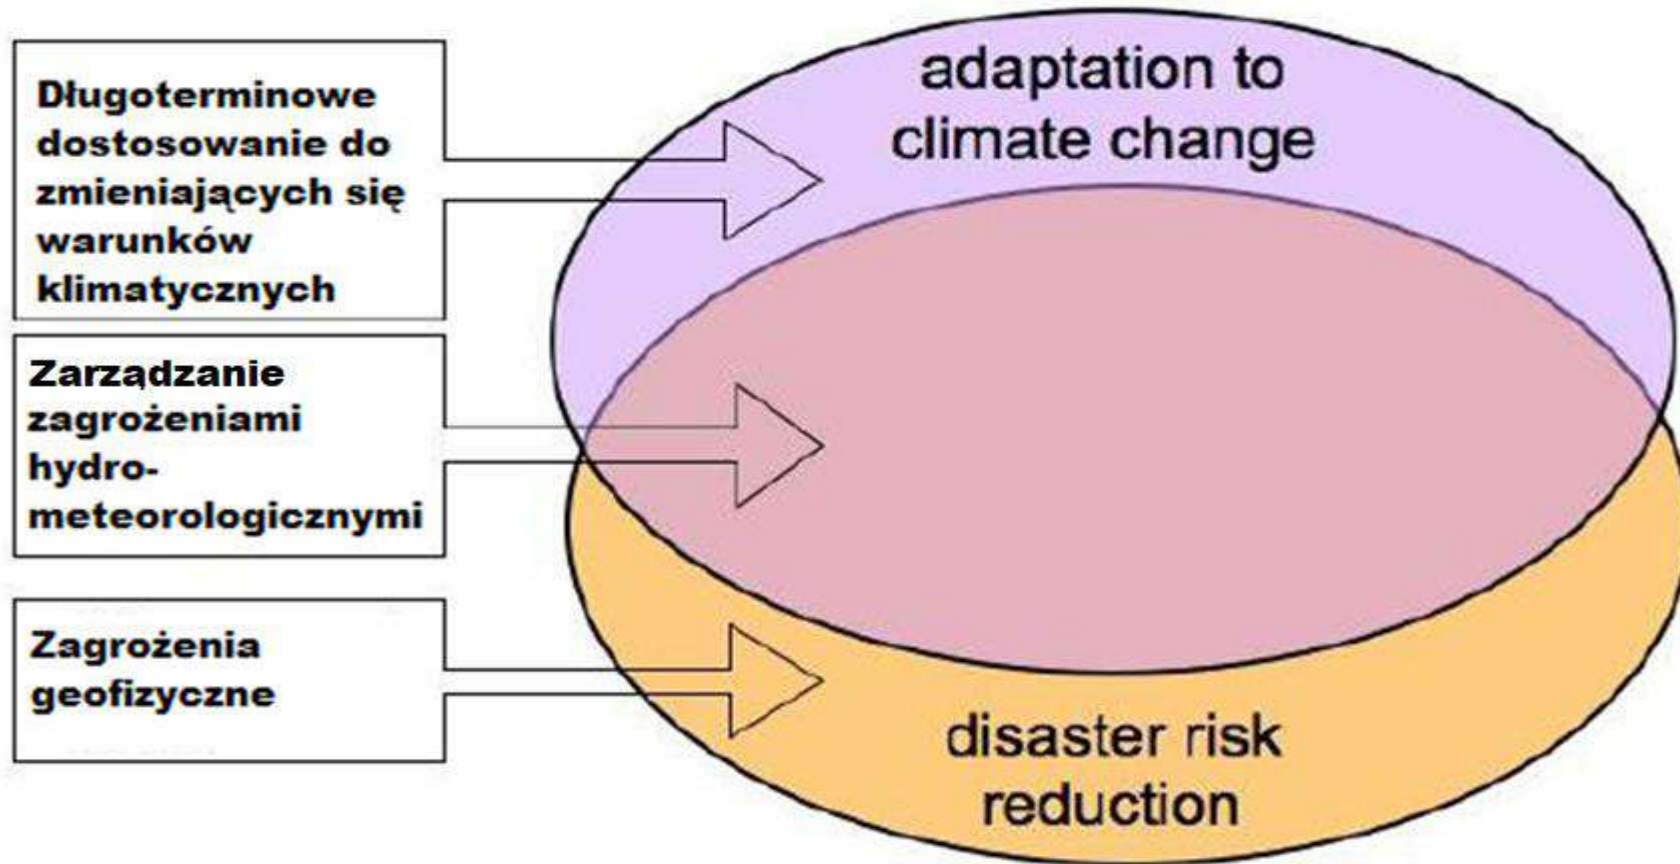 Długoterminowe
dostosowanie do
zmieniających się
warunków
klimatycznych
Zarządzanie
zagrożeniami
hydro-
meteorologicznymi
Zagrożenia
geofizyczne
adaptation to
climate change
disaster risk
reduction